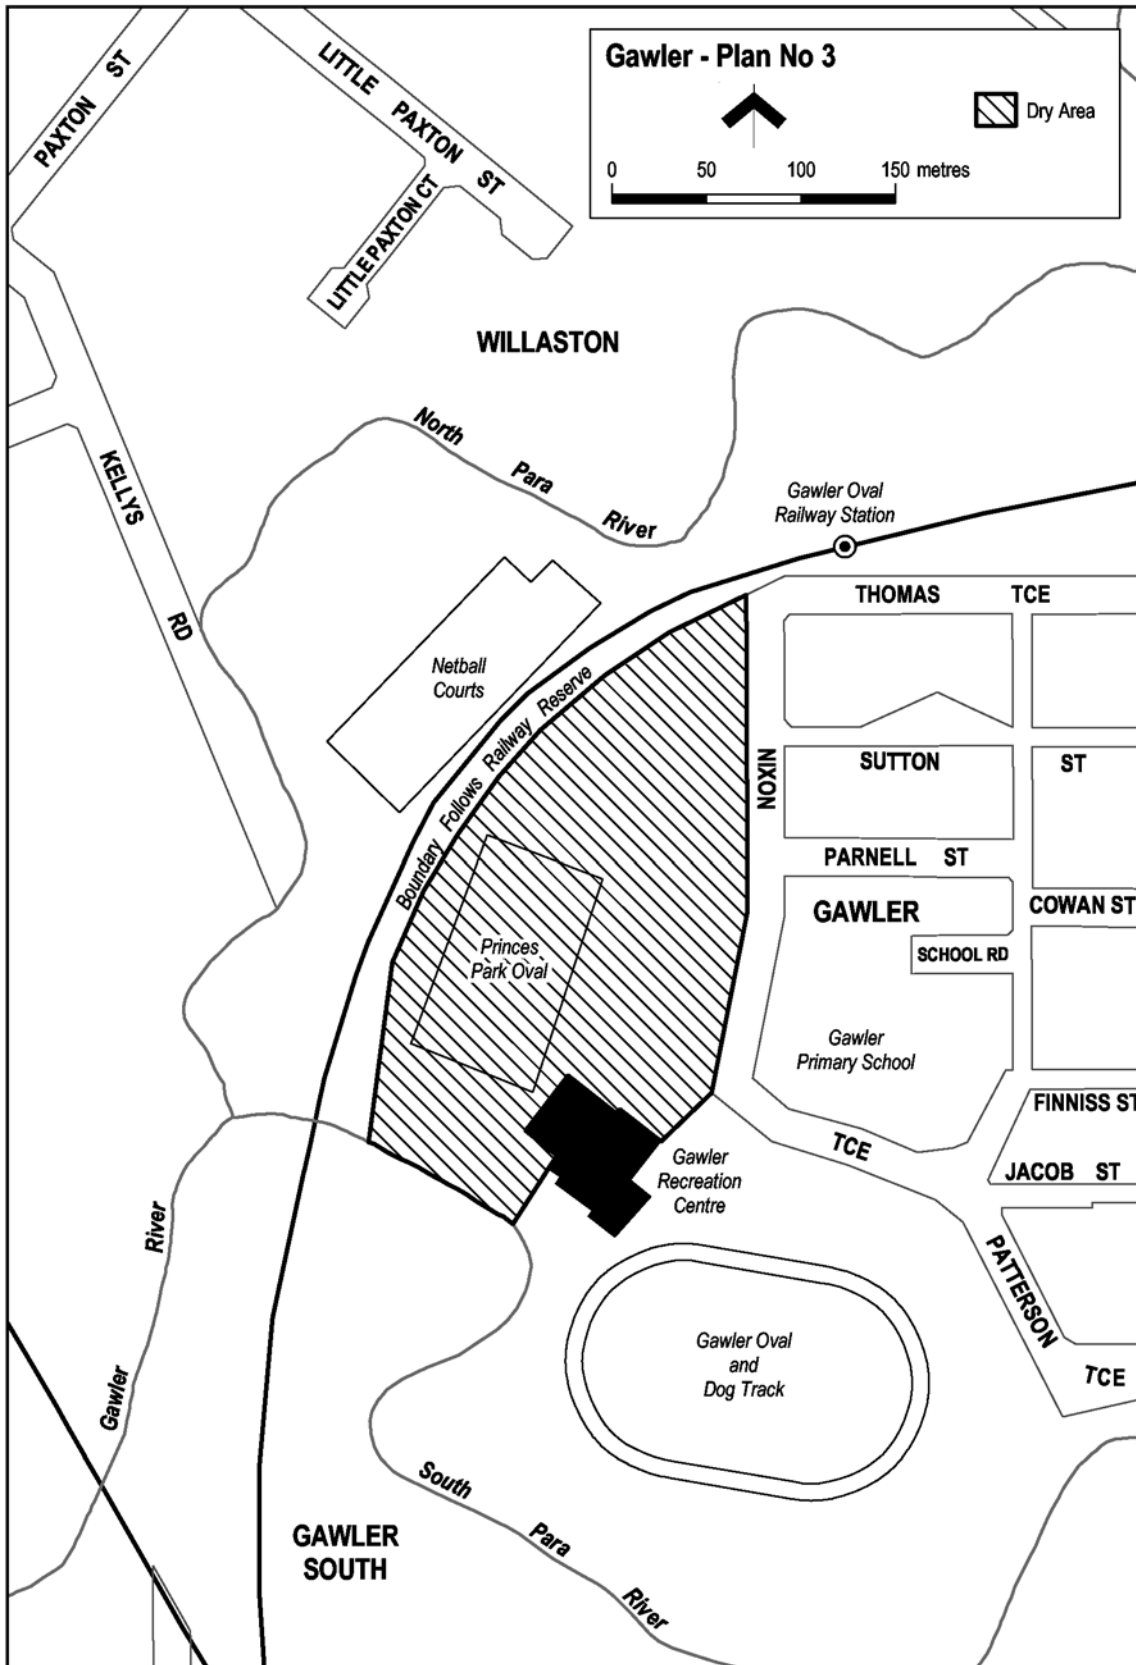 Gawler - Plan No 3
Dry Area
0 50 100 150 metres
PAXTON ST
LITTLE PAXTON ST
LITTLE PAXTON CT
WILLASTON
North Para River
KELLYS RD
Gawler Oval
Railway Station
THOMAS TCE
Netball
Courts
Boundary Follows Railway Reserve
NIXON TCE
SUTTON ST
PARNELL ST
GAWLER
COWAN ST
SCHOOL RD
Princes
Park Oval
Gawler
Primary School
FINNISS ST
JACOB ST
Gawler
Recreation
Centre
PATTERSON TCE
Gawler River
Gawler Oval
and
Dog Track
South Para River
GAWLER
SOUTH